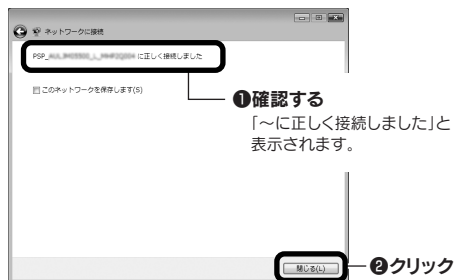 ネットワークに接続
に正しく接続しました
このネットワークを保存します(S)
❶確認する
「~に正しく接続しました」と
表示されます。
閉じる(L)
❷クリック